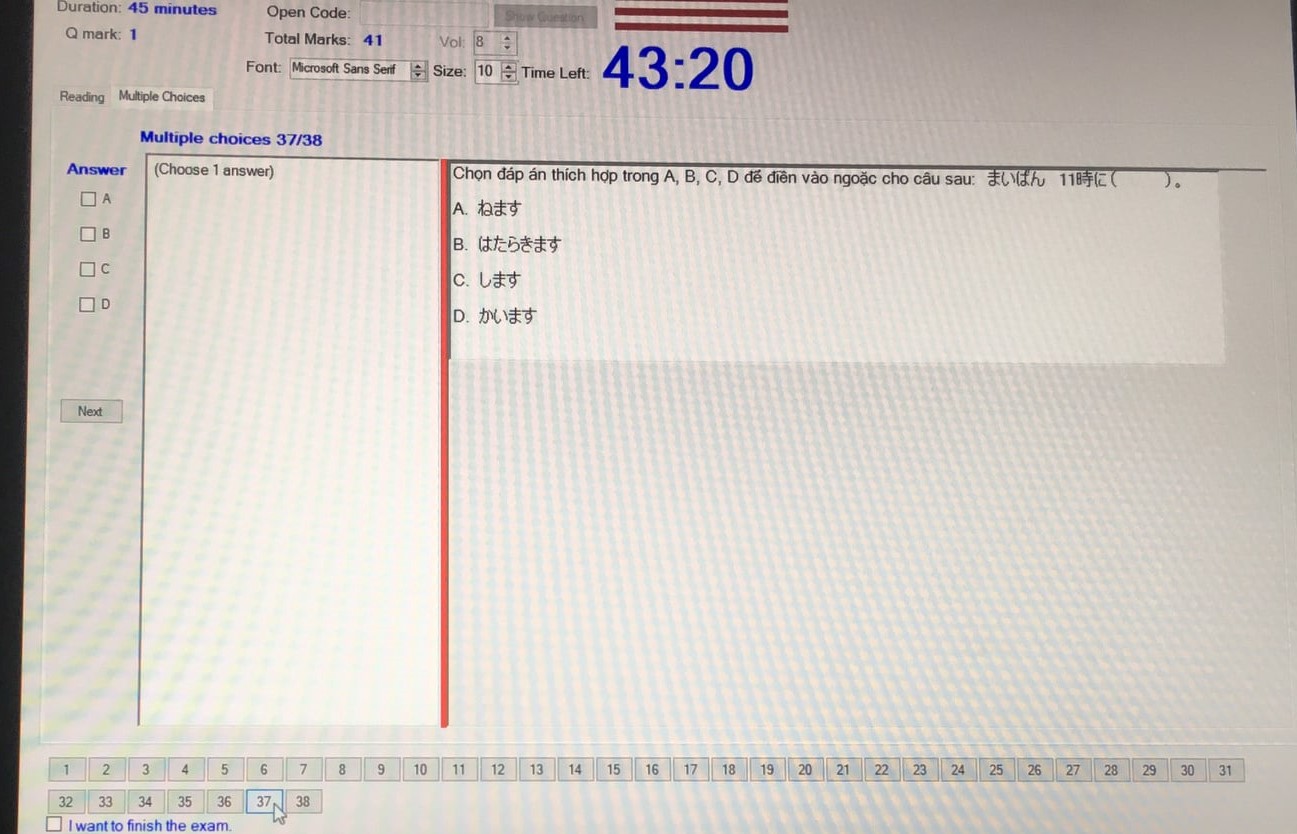 Duration: 45 minutes
Open Code:
Show Question
Q mark: 1
Total Marks: 41
Vol: 8
Font: Microsoft Sans Serif
Size: 10
Time Left: 43:20
Reading
Multiple Choices
Multiple choices 37/38
Answer
(Choose 1 answer)
Chọn đáp án thích hợp trong A, B, C, D để điền vào ngoặc cho câu sau: まいばん 11時に( )。
A
A. ねます
B
B. はたらきます
C
C. します
D
D. かいます
Next
1 2 3 4 5 6 7 8 9 10 11 12 13 14 15 16 17 18 19 20 21 22 23 24 25 26 27 28 29 30 31
32 33 34 35 36 37 38
I want to finish the exam.